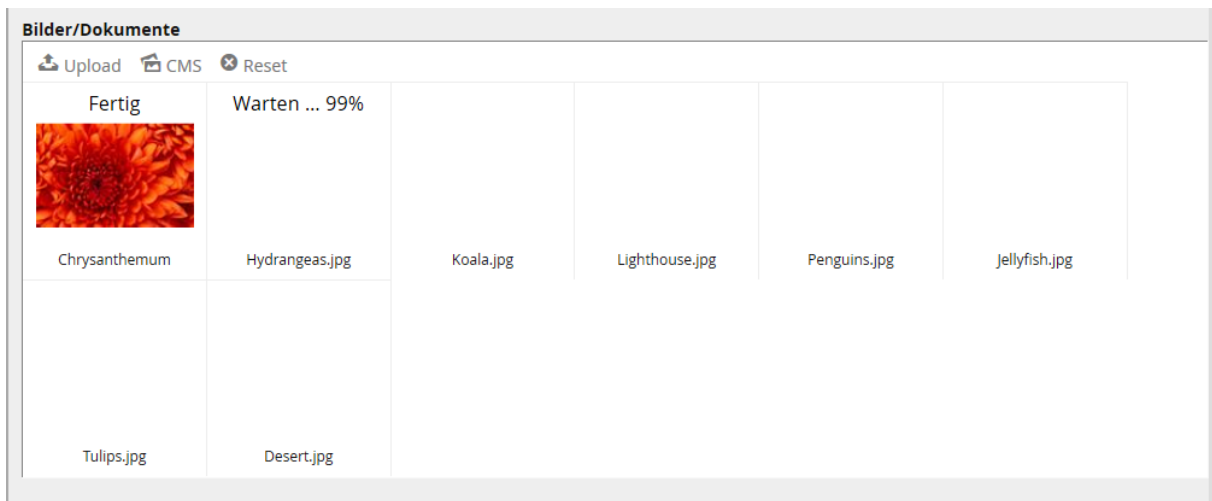 Bilder/Dokumente
Upload CMS Reset
Fertig Warten ... 99%
Chrysanthemum Hydrangeas.jpg Koala.jpg Lighthouse.jpg Penguins.jpg Jellyfish.jpg
Tulips.jpg Desert.jpg